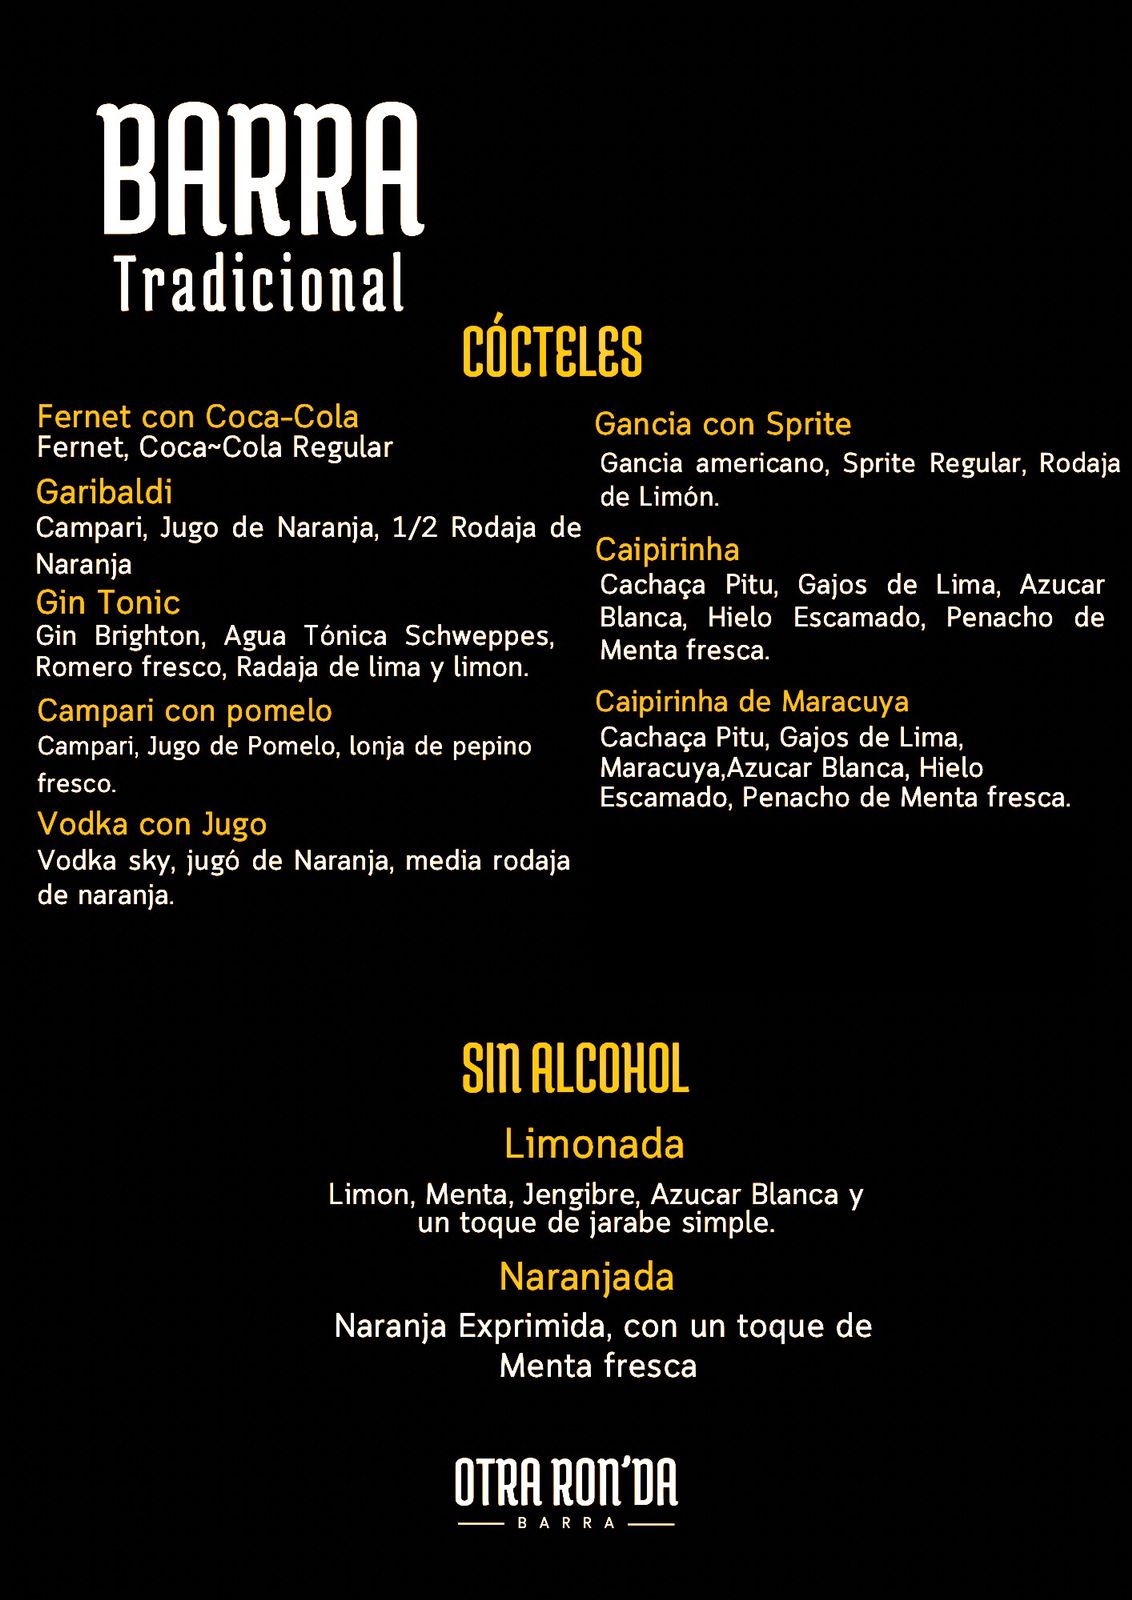 BARRA
Tradicional
CÓCTELES
Fernet con Coca-Cola
Fernet, Coca~Cola Regular
Garibaldi
Campari, Jugo de Naranja, 1/2 Rodaja de
Naranja
Gin Tonic
Gin Brighton, Agua Tónica Schweppes,
Romero fresco, Radaja de lima y limon.
Campari con pomelo
Campari, Jugo de Pomelo, lonja de pepino
fresco.
Vodka con Jugo
Vodka sky, jugó de Naranja, media rodaja
de naranja.
Gancia con Sprite
Gancia americano, Sprite Regular, Rodaja
de Limón.
Caipirinha
Cachaça Pitu, Gajos de Lima, Azucar
Blanca, Hielo Escamado, Penacho de
Menta fresca.
Caipirinha de Maracuya
Cachaça Pitu, Gajos de Lima,
Maracuya,Azucar Blanca, Hielo
Escamado, Penacho de Menta fresca.
SIN ALCOHOL
Limonada
Limon, Menta, Jengibre, Azucar Blanca y
un toque de jarabe simple.
Naranjada
Naranja Exprimida, con un toque de
Menta fresca
OTRA RON'DA
BARRA